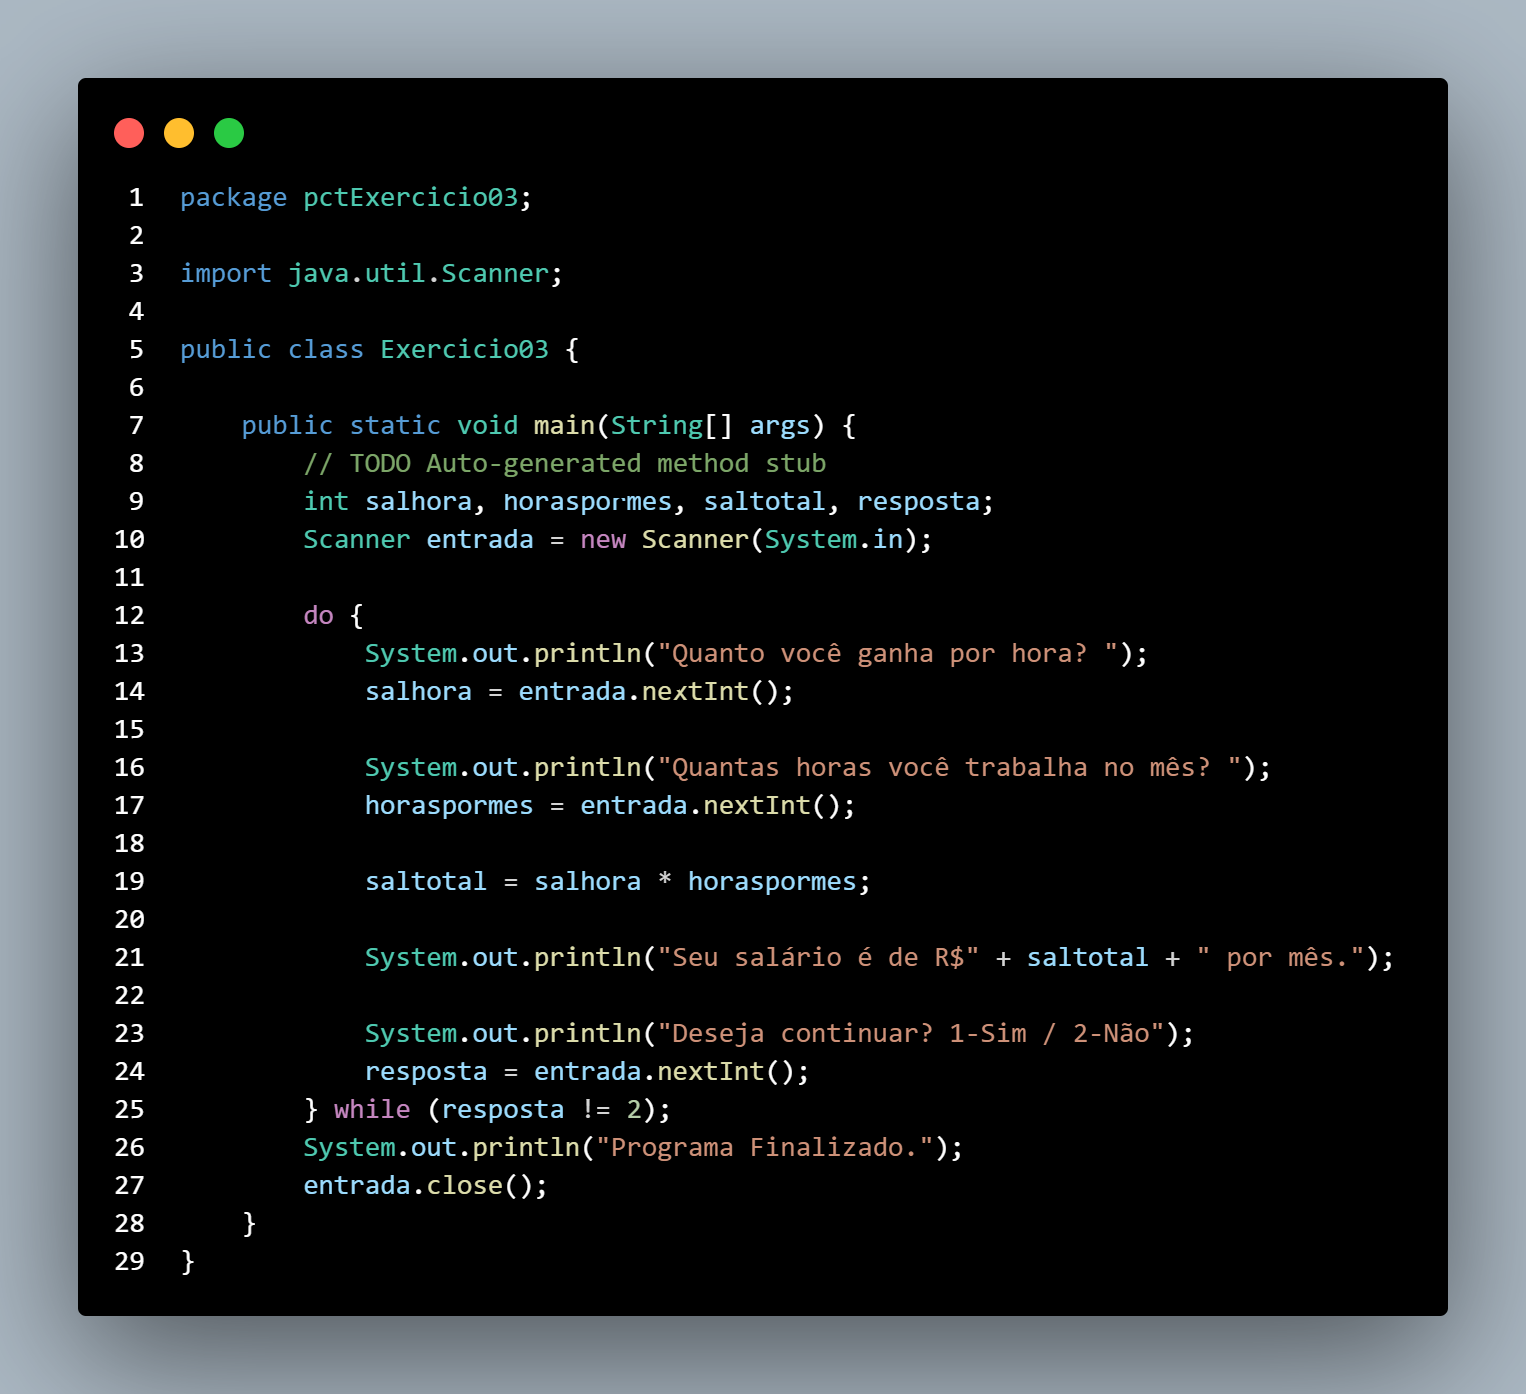 1 package pctExercicio03;
2
3 import java.util.Scanner;
4
5 public class Exercicio03 {
6
7     public static void main(String[] args) {
8         // TODO Auto-generated method stub
9         int salhora, horaspormes, saltotal, resposta;
10         Scanner entrada = new Scanner(System.in);
11
12         do {
13             System.out.println("Quanto você ganha por hora? ");
14             salhora = entrada.nextInt();
15
16             System.out.println("Quantas horas você trabalha no mês? ");
17             horaspormes = entrada.nextInt();
18
19             saltotal = salhora * horaspormes;
20
21             System.out.println("Seu salário é de R$" + saltotal + " por mês.");
22
23             System.out.println("Deseja continuar? 1-Sim / 2-Não");
24             resposta = entrada.nextInt();
25         } while (resposta != 2);
26         System.out.println("Programa Finalizado.");
27         entrada.close();
28     }
29 }